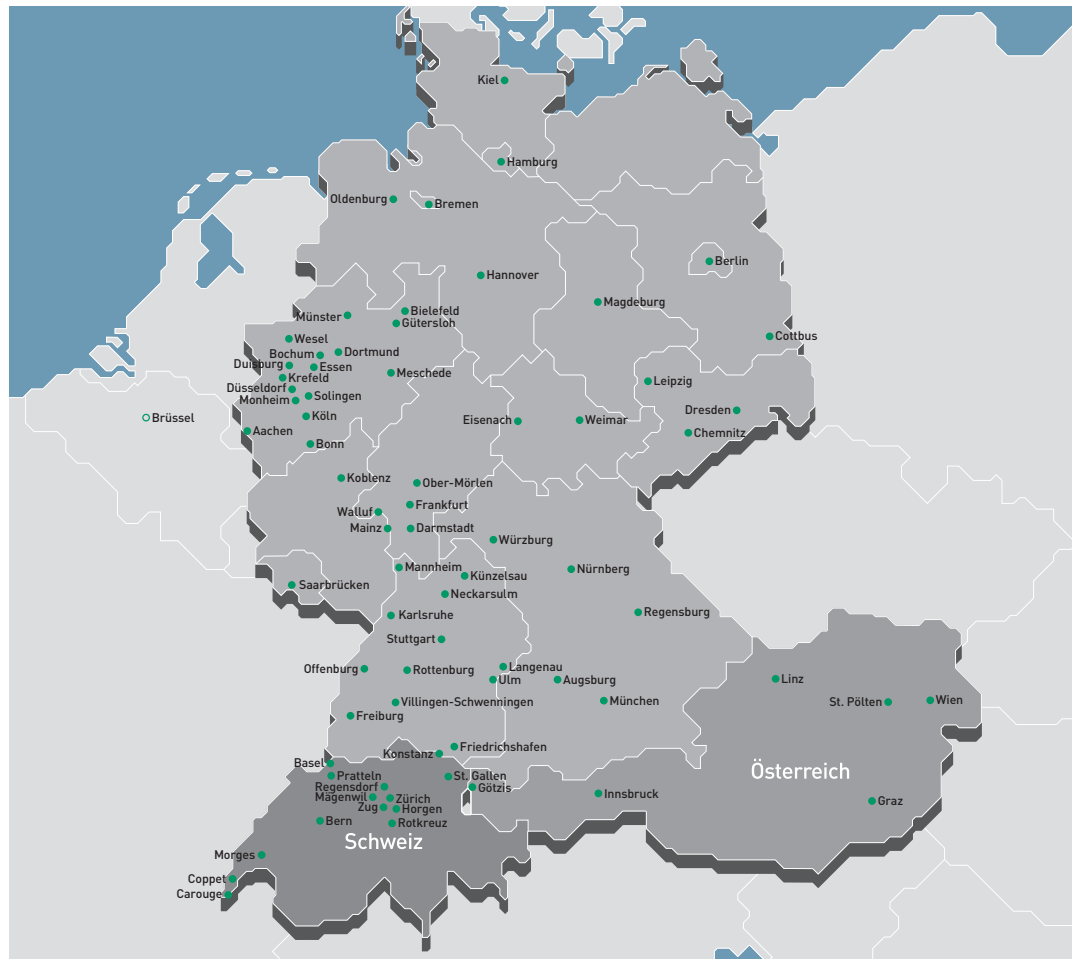 Kiel
Hamburg
Oldenburg
Bremen
Berlin
Hannover
Magdeburg
Bielefeld
Münster
Gütersloh
Cottbus
Wesel
Dortmund
Bochum
Duisburg
Essen
Meschede
Krefeld
Leipzig
Düsseldorf
Solingen
Monheim
Dresden
Köln
Brüssel
Eisenach
Weimar
Aachen
Chemnitz
Bonn
Koblenz
Ober-Mörlen
Frankfurt
Walluf
Mainz
Darmstadt
Würzburg
Mannheim
Nürnberg
Künzelsau
Saarbrücken
Neckarsulm
Regensburg
Karlsruhe
Stuttgart
Langenau
Offenburg
Rottenburg
Ulm
Augsburg
Linz
Villingen-Schwenningen
München
St. Pölten
Wien
Freiburg
Friedrichshafen
Konstanz
Basel
Österreich
Pratteln
St. Gallen
Regensdorf
Götzis
Innsbruck
Mägenwil
Zürich
Graz
Zug
Horgen
Bern
Rotkreuz
Schweiz
Morges
Coppet
Carouge